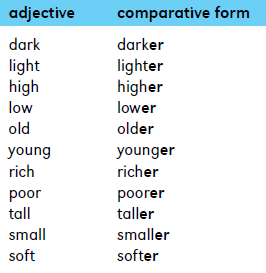 adjective comparative form
dark darker
light lighter
high higher
low lower
old older
young younger
rich richer
poor poorer
tall taller
small smaller
soft softer